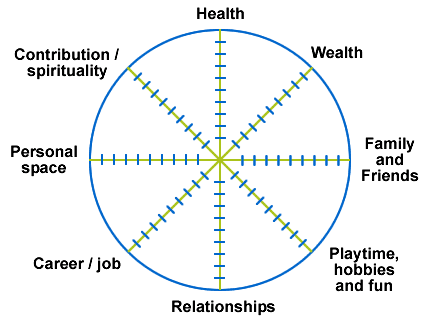 Health
Wealth
Family
and
Friends
Playtime,
hobbies
and fun
Relationships
Career / job
Personal
space
Contribution /
spirituality